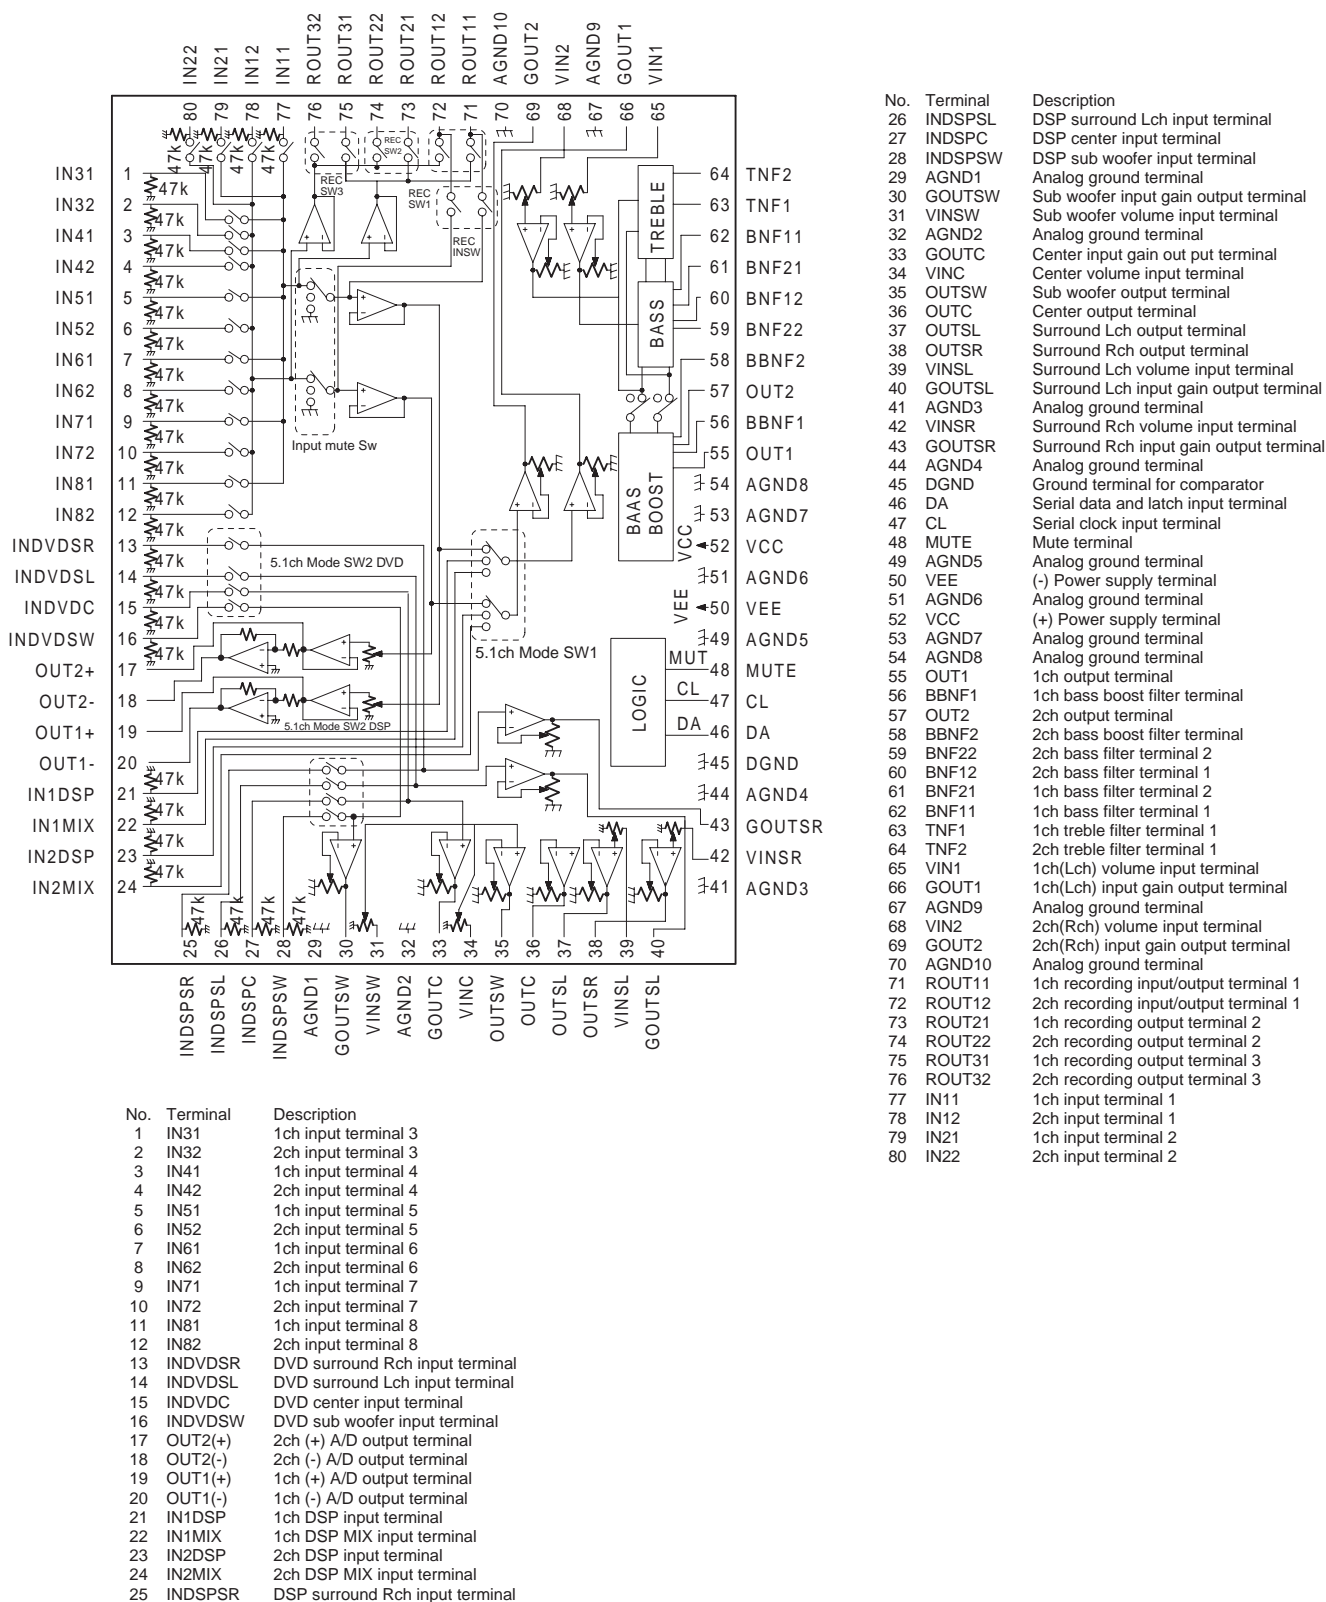 IN22
IN21
IN12
IN11
ROUT32
ROUT31
ROUT22
ROUT21
ROUT12
ROUT11
AGND10
GOUT2
VIN2
AGND9
GOUT1
VIN1
80 79 78 77 76 75 74 73 72 71 70 69 68 67 66 65
47k 47k 47k 47k
REC SW2
REC SW3
REC SW1
REC INSW
IN31 1 47k
IN32 2 47k
IN41 3 47k
IN42 4 47k
IN51 5 47k
IN52 6 47k
IN61 7 47k
IN62 8 47k
IN71 9 47k
IN72 10 47k
IN81 11 47k
IN82 12 47k
INDVDSR 13 47k
INDVDSL 14 47k
INDVDC 15 47k
INDVDSW 16 47k
OUT2+ 17
OUT2- 18
OUT1+ 19
OUT1- 20 47k
IN1DSP 21 47k
IN1MIX 22 47k
IN2DSP 23 47k
IN2MIX 24
Input mute Sw
5.1ch Mode SW2 DVD
5.1ch Mode SW1
5.1ch Mode SW2 DSP
TREBLE
BASS
BAAS BOOST
VCC
VEE
LOGIC
MUT
CL
DA
64 TNF2
63 TNF1
62 BNF11
61 BNF21
60 BNF12
59 BNF22
58 BBNF2
57 OUT2
56 BBNF1
55 OUT1
54 AGND8
53 AGND7
52 VCC
51 AGND6
50 VEE
49 AGND5
48 MUTE
47 CL
46 DA
45 DGND
44 AGND4
43 GOUTSR
42 VINSR
41 AGND3
47k 47k 47k 47k
25 26 27 28 29 30 31 32 33 34 35 36 37 38 39 40
INDSPSR
INDSPSL
INDSPC
INDSPSW
AGND1
GOUTSW
VINSW
AGND2
GOUTC
VINC
OUTSW
OUTC
OUTSL
OUTSR
VINSL
GOUTSL
No. Terminal Description
1 IN31 1ch input terminal 3
2 IN32 2ch input terminal 3
3 IN41 1ch input terminal 4
4 IN42 2ch input terminal 4
5 IN51 1ch input terminal 5
6 IN52 2ch input terminal 5
7 IN61 1ch input terminal 6
8 IN62 2ch input terminal 6
9 IN71 1ch input terminal 7
10 IN72 2ch input terminal 7
11 IN81 1ch input terminal 8
12 IN82 2ch input terminal 8
13 INDVDSR DVD surround Rch input terminal
14 INDVDSL DVD surround Lch input terminal
15 INDVDC DVD center input terminal
16 INDVDSW DVD sub woofer input terminal
17 OUT2(+) 2ch (+) A/D output terminal
18 OUT2(-) 2ch (-) A/D output terminal
19 OUT1(+) 1ch (+) A/D output terminal
20 OUT1(-) 1ch (-) A/D output terminal
21 IN1DSP 1ch DSP input terminal
22 IN1MIX 1ch DSP MIX input terminal
23 IN2DSP 2ch DSP input terminal
24 IN2MIX 2ch DSP MIX input terminal
25 INDSPSR DSP surround Rch input terminal
No. Terminal Description
26 INDSPSL DSP surround Lch input terminal
27 INDSPC DSP center input terminal
28 INDSPSW DSP sub woofer input terminal
29 AGND1 Analog ground terminal
30 GOUTSW Sub woofer input gain output terminal
31 VINSW Sub woofer volume input terminal
32 AGND2 Analog ground terminal
33 GOUTC Center input gain out put terminal
34 VINC Center volume input terminal
35 OUTSW Sub woofer output terminal
36 OUTC Center output terminal
37 OUTSL Surround Lch output terminal
38 OUTSR Surround Rch output terminal
39 VINSL Surround Lch volume input terminal
40 GOUTSL Surround Lch input gain output terminal
41 AGND3 Analog ground terminal
42 VINSR Surround Rch volume input terminal
43 GOUTSR Surround Rch input gain output terminal
44 AGND4 Analog ground terminal
45 DGND Ground terminal for comparator
46 DA Serial data and latch input terminal
47 CL Serial clock input terminal
48 MUTE Mute terminal
49 AGND5 Analog ground terminal
50 VEE (-) Power supply terminal
51 AGND6 Analog ground terminal
52 VCC (+) Power supply terminal
53 AGND7 Analog ground terminal
54 AGND8 Analog ground terminal
55 OUT1 1ch output terminal
56 BBNF1 1ch bass boost filter terminal
57 OUT2 2ch output terminal
58 BBNF2 2ch bass boost filter terminal
59 BNF22 2ch bass filter terminal 2
60 BNF12 2ch bass filter terminal 1
61 BNF21 1ch bass filter terminal 2
62 BNF11 1ch bass filter terminal 1
63 TNF1 1ch treble filter terminal 1
64 TNF2 2ch treble filter terminal 1
65 VIN1 1ch(Lch) volume input terminal
66 GOUT1 1ch(Lch) input gain output terminal
67 AGND9 Analog ground terminal
68 VIN2 2ch(Rch) volume input terminal
69 GOUT2 2ch(Rch) input gain output terminal
70 AGND10 Analog ground terminal
71 ROUT11 1ch recording input/output terminal 1
72 ROUT12 2ch recording input/output terminal 1
73 ROUT21 1ch recording output terminal 2
74 ROUT22 2ch recording output terminal 2
75 ROUT31 1ch recording output terminal 3
76 ROUT32 2ch recording output terminal 3
77 IN11 1ch input terminal 1
78 IN12 2ch input terminal 1
79 IN21 1ch input terminal 2
80 IN22 2ch input terminal 2